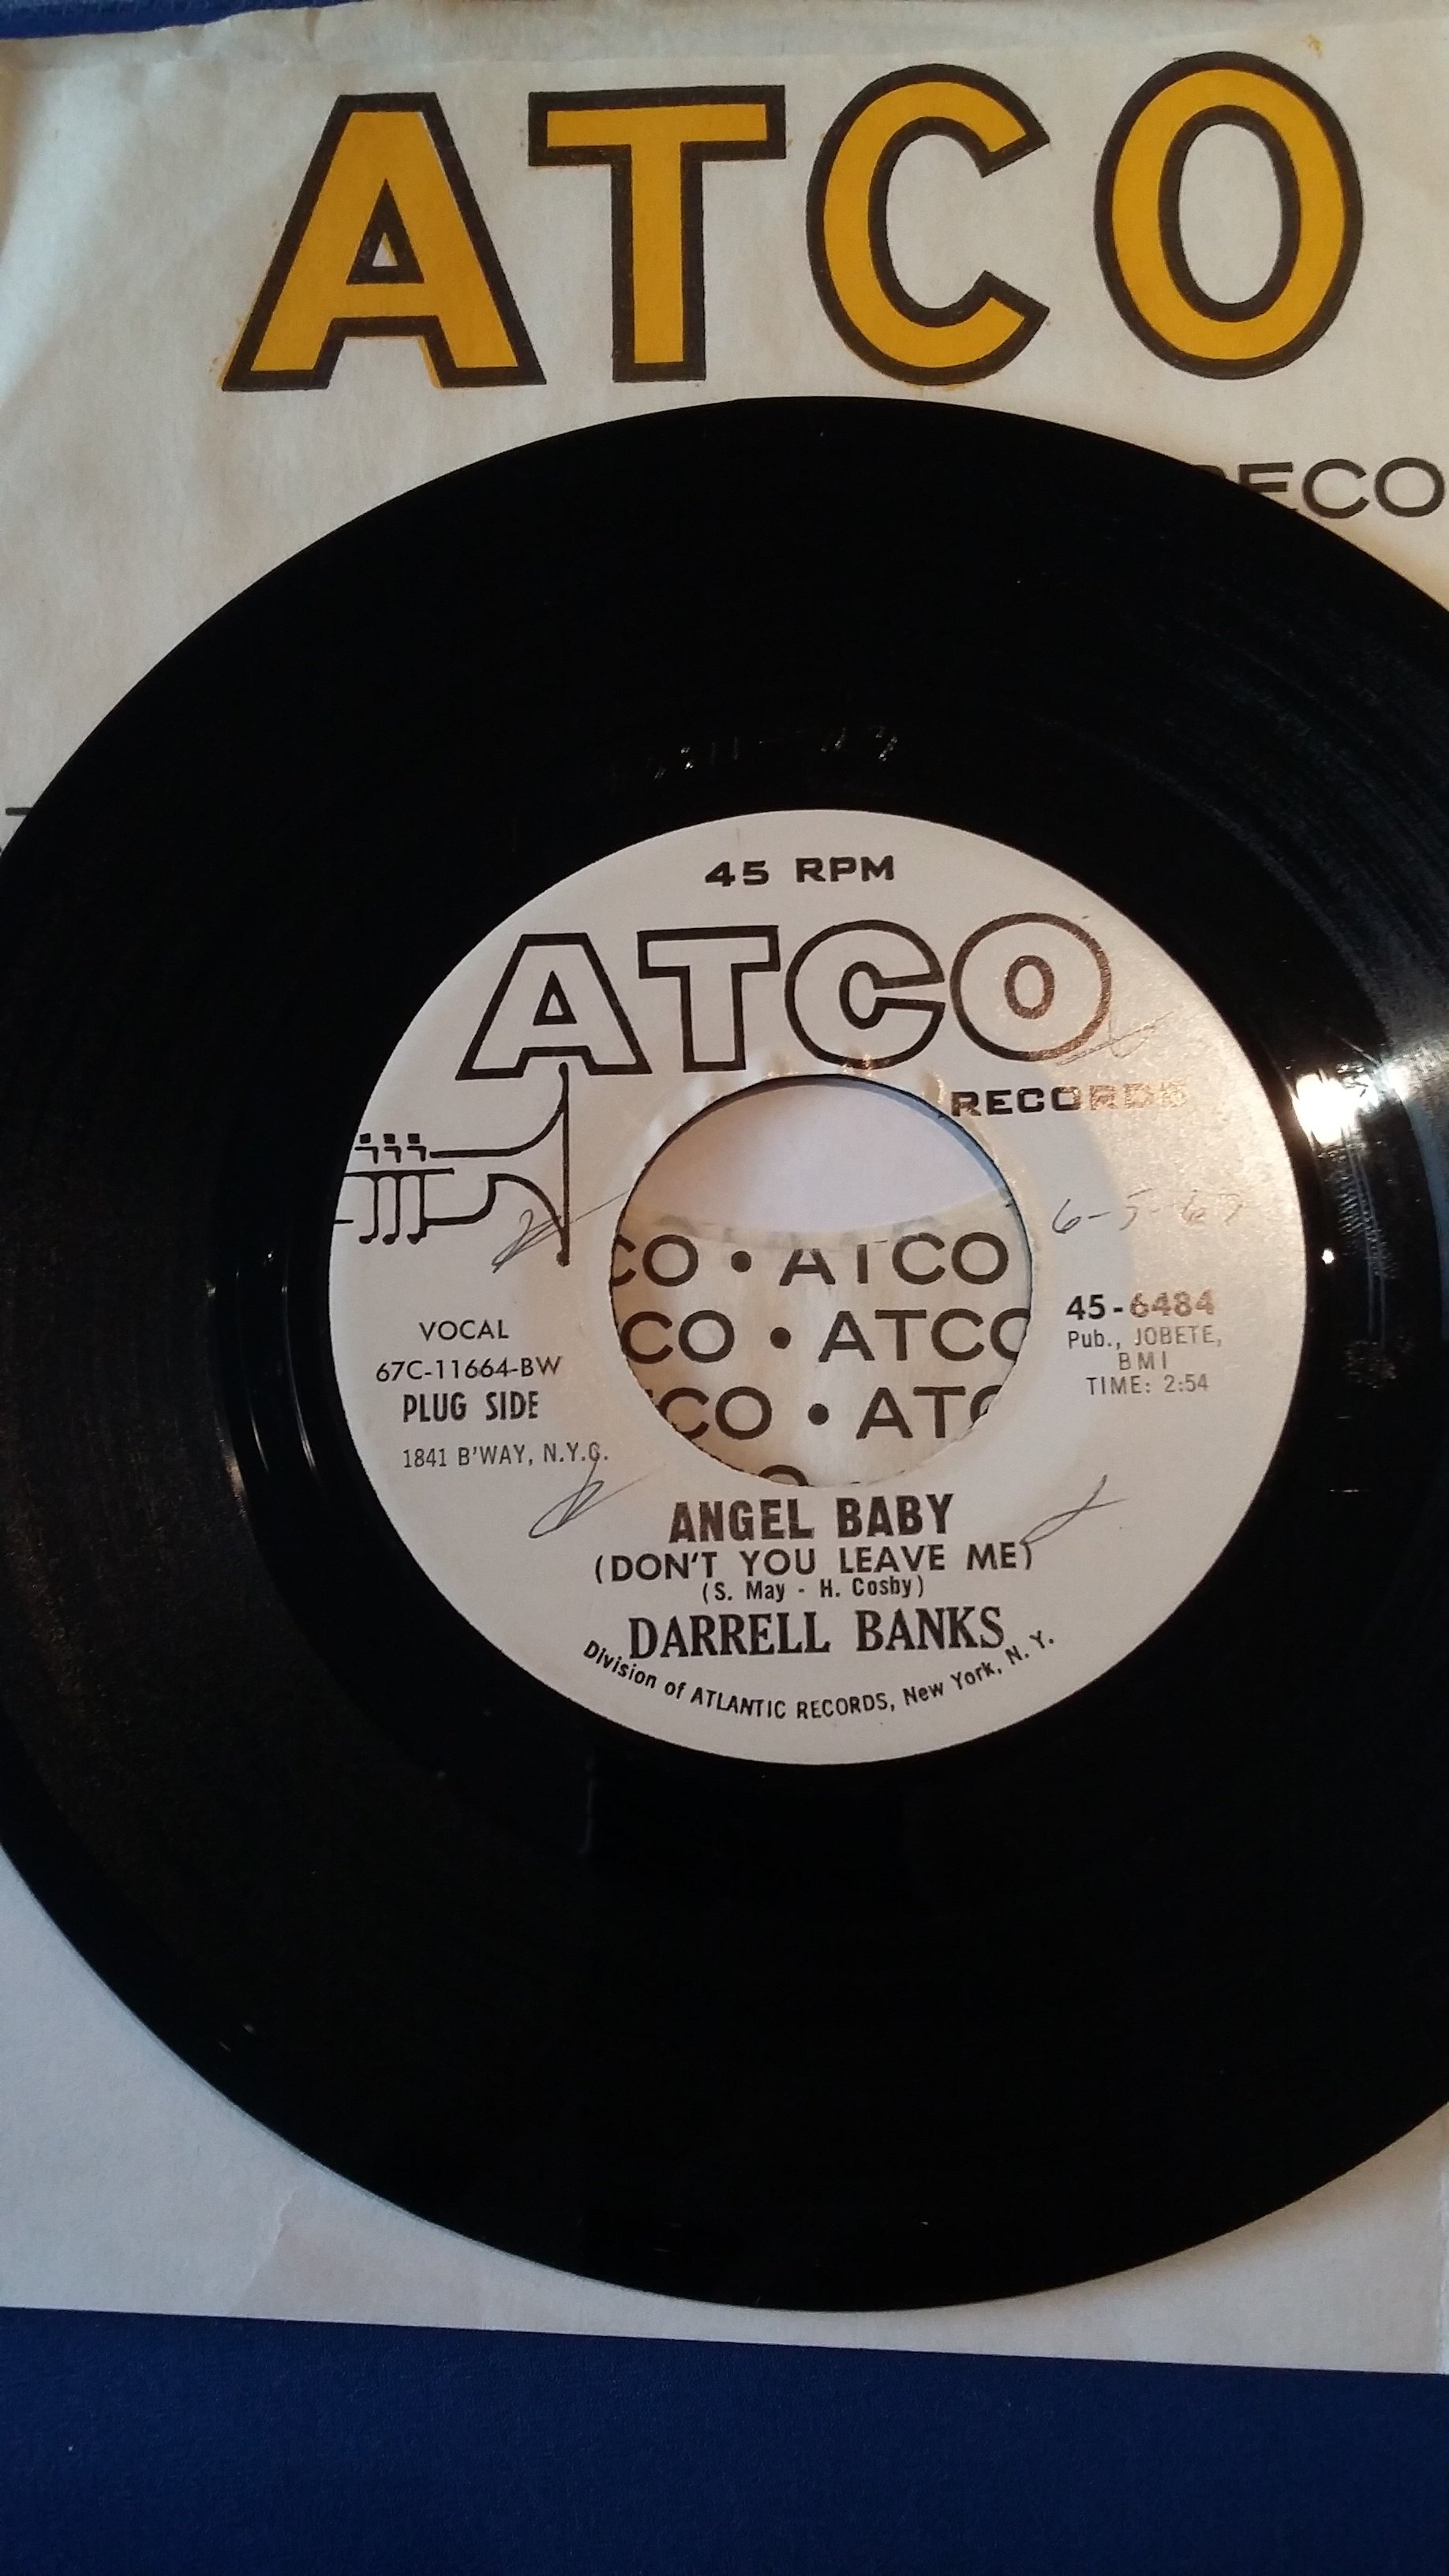 ATCO
RECO
45 RPM
ATCO
RECORDS
6-5-67
VOCAL
67C-11664-BW
PLUG SIDE
1841 B'WAY, N.Y.C.
45-6484
Pub., JOBETE,
BMI
TIME: 2:54
CO • ATCO
CO • ATCO
CO • ATC
ANGEL BABY
(DON'T YOU LEAVE ME)
(S. May - H. Cosby)
DARRELL BANKS
Division of ATLANTIC RECORDS, New York, N. Y.